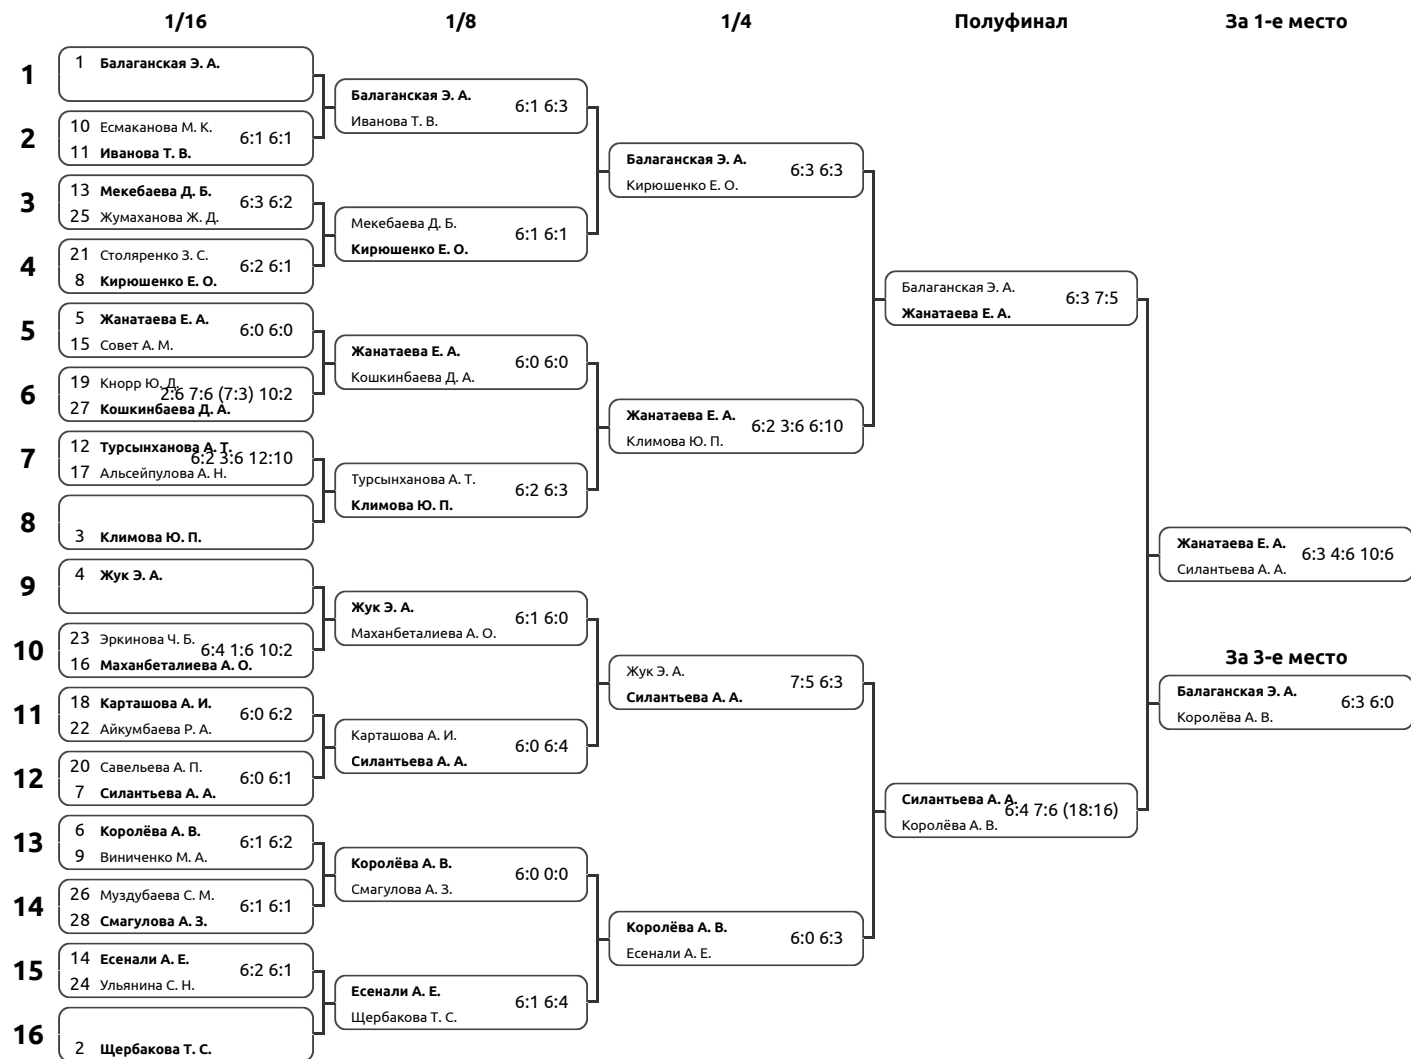 1/16 1/8 1/4 Полуфинал За 1-е место
1
1 Балаганская Э. А.
2
10 Есмаканова М. К.
6:1 6:1
11 Иванова Т. В.
3
13 Мекебаева Д. Б.
6:3 6:2
25 Жумаханова Ж. Д.
4
21 Столяренко З. С.
6:2 6:1
8 Кирюшенко Е. О.
5
5 Жанатаева Е. А.
6:0 6:0
15 Совет А. М.
6
19 Кнорр Ю. Д.
2:6 7:6 (7:3) 10:2
27 Кошкинбаева Д. А.
7
12 Турсынханова А. Т.
6:2 3:6 12:10
17 Альсейпулова А. Н.
8
3 Климова Ю. П.
9
4 Жук Э. А.
10
23 Эркинова Ч. Б.
6:4 1:6 10:2
16 Маханбеталиева А. О.
11
18 Карташова А. И.
6:0 6:2
22 Айкумбаева Р. А.
12
20 Савельева А. П.
6:0 6:1
7 Силантьева А. А.
13
6 Королёва А. В.
6:1 6:2
9 Виниченко М. А.
14
26 Муздубаева С. М.
6:1 6:1
28 Смагулова А. З.
15
14 Есенали А. Е.
6:2 6:1
24 Ульянина С. Н.
16
2 Щербакова Т. С.
Балаганская Э. А.
6:1 6:3
Иванова Т. В.
Мекебаева Д. Б.
6:1 6:1
Кирюшенко Е. О.
Жанатаева Е. А.
6:0 6:0
Кошкинбаева Д. А.
Турсынханова А. Т.
6:2 6:3
Климова Ю. П.
Жук Э. А.
6:1 6:0
Маханбеталиева А. О.
Карташова А. И.
6:0 6:4
Силантьева А. А.
Королёва А. В.
6:0 0:0
Смагулова А. З.
Есенали А. Е.
6:1 6:4
Щербакова Т. С.
Балаганская Э. А.
6:3 6:3
Кирюшенко Е. О.
Жанатаева Е. А.
6:2 3:6 6:10
Климова Ю. П.
Жук Э. А.
7:5 6:3
Силантьева А. А.
Королёва А. В.
6:0 6:3
Есенали А. Е.
Балаганская Э. А.
6:3 7:5
Жанатаева Е. А.
Силантьева А. А.
6:4 7:6 (18:16)
Королёва А. В.
Жанатаева Е. А.
6:3 4:6 10:6
Силантьева А. А.
За 3-е место
Балаганская Э. А.
6:3 6:0
Королёва А. В.